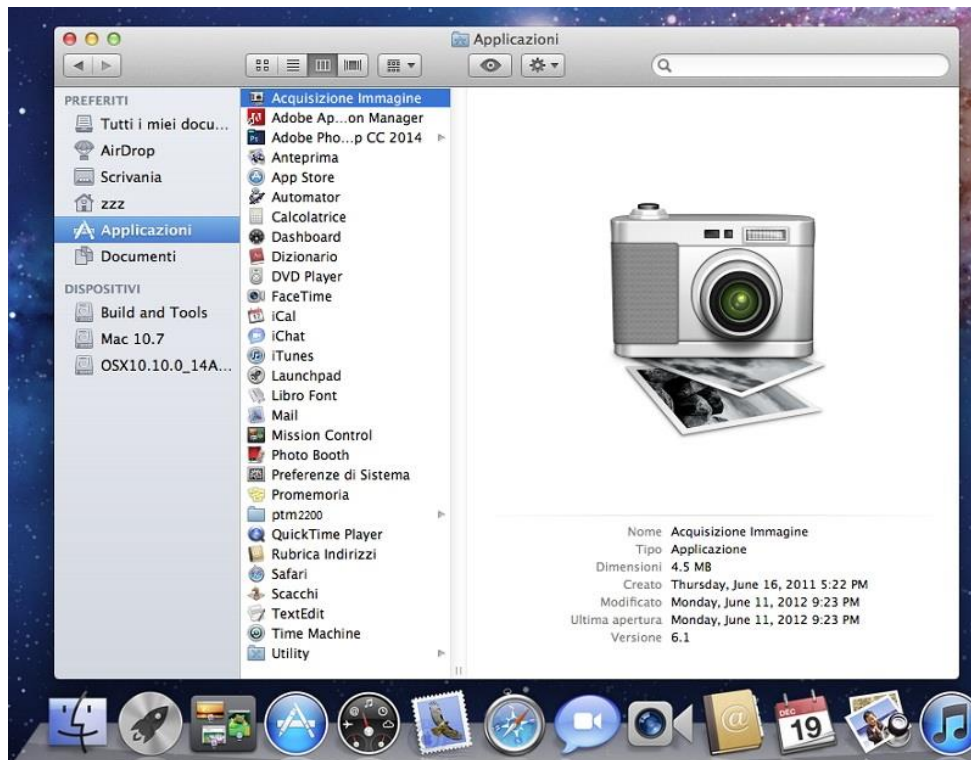 Applicazioni
PREFERITI
Tutti i miei docu...
AirDrop
Scrivania
zzz
Applicazioni
Documenti
DISPOSITIVI
Build and Tools
Mac 10.7
OSX10.10.0_14A...
Acquisizione Immagine
Adobe Ap...on Manager
Adobe Pho...p CC 2014
Anteprima
App Store
Automator
Calcolatrice
Dashboard
Dizionario
DVD Player
FaceTime
iCal
iChat
iTunes
Launchpad
Libro Font
Mail
Mission Control
Photo Booth
Preferenze di Sistema
Promemoria
ptm2200
QuickTime Player
Rubrica Indirizzi
Safari
Scacchi
TextEdit
Time Machine
Utility
Nome Acquisizione Immagine
Tipo Applicazione
Dimensioni 4.5 MB
Creato Thursday, June 16, 2011 5:22 PM
Modificato Monday, June 11, 2012 9:23 PM
Ultima apertura Monday, June 11, 2012 9:23 PM
Versione 6.1
DEC
19